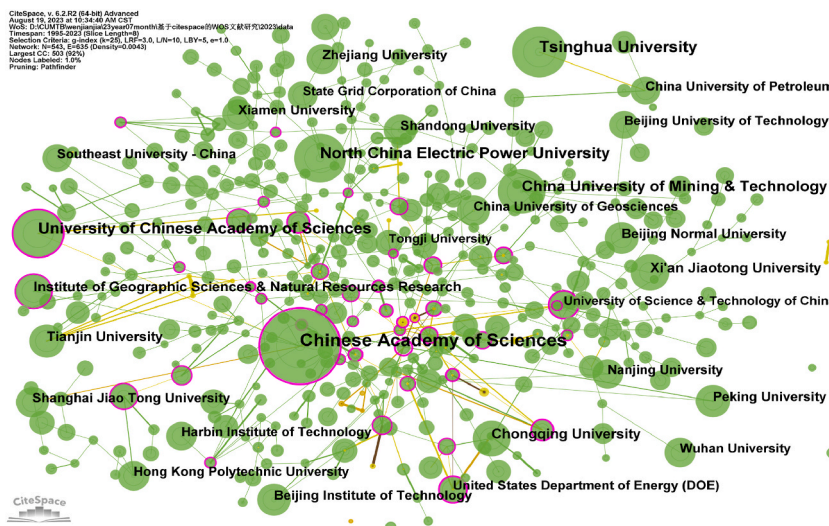 CiteSpace, v. 6.2.R2 (64-bit) Advanced
August 19, 2023 at 10:34:40 AM CST
WoS: D:\CUMTB\wenjianjia\23year07month\基于citespace的WOS文献研究\2023\data
Timespan: 1995-2023 (Slice Length=8)
Selection Criteria: g-index (k=25), LRF=3.0, L/N=10, LBY=5, e=1.0
Network: N=543, E=635 (Density=0.0043)
Largest CC: 503 (92%)
Nodes Labeled: 1.0%
Pruning: Pathfinder
Tsinghua University
Zhejiang University
China University of Petroleum
State Grid Corporation of China
Xiamen University
Beijing University of Technology
Shandong University
Southeast University - China
North China Electric Power University
China University of Mining & Technology
China University of Geosciences
University of Chinese Academy of Sciences
Tongji University
Beijing Normal University
Xi'an Jiaotong University
Institute of Geographic Sciences & Natural Resources Research
University of Science & Technology of Chin
Tianjin University
Chinese Academy of Sciences
Nanjing University
Shanghai Jiao Tong University
Peking University
Harbin Institute of Technology
Chongqing University
Wuhan University
Hong Kong Polytechnic University
United States Department of Energy (DOE)
Beijing Institute of Technology
CiteSpace